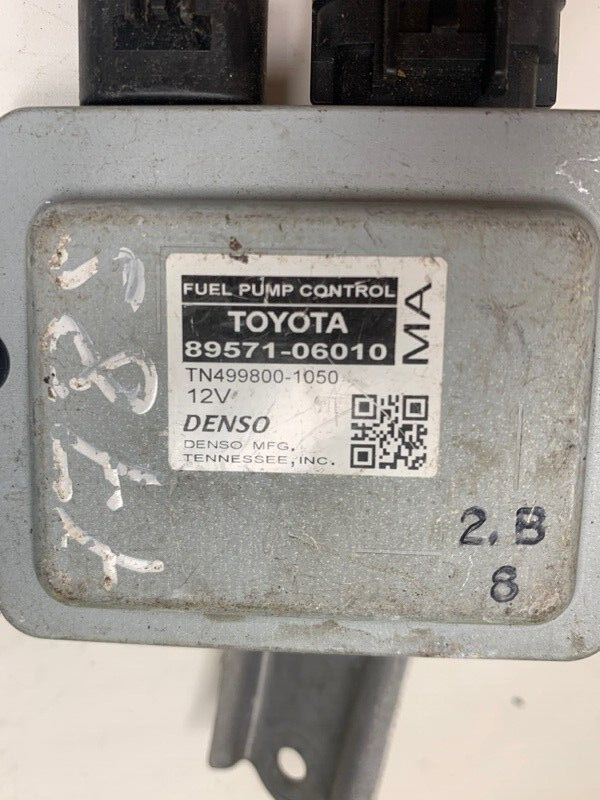 FUEL PUMP CONTROL
TOYOTA
89571-06010
MA
TN499800-1050
12V
DENSO
DENSO MFG.
TENNESSEE, INC.
2.B
8